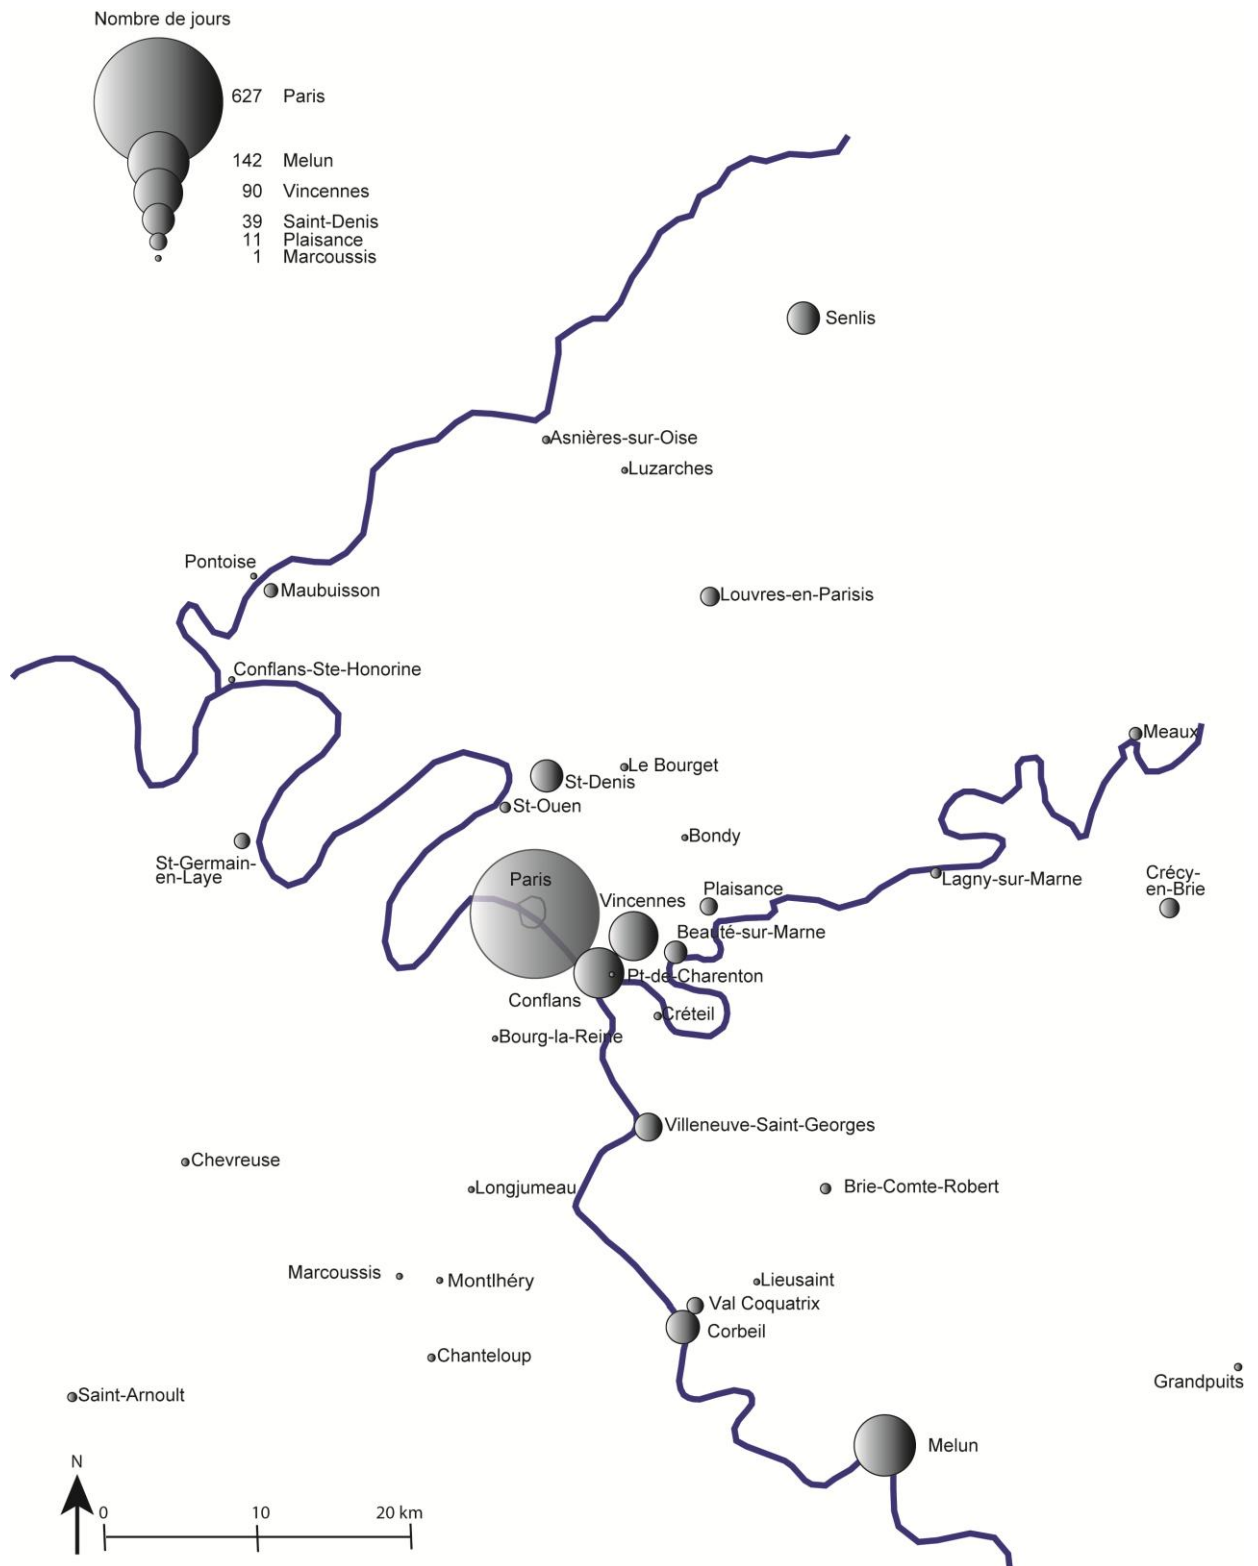 Nombre de jours
627 Paris
142 Melun
90 Vincennes
39 Saint-Denis
11 Plaisance
1 Marcoussis
Senlis
Asnières-sur-Oise
Luzarches
Pontoise
Maubuisson
Louvres-en-Parisis
Conflans-Ste-Honorine
Meaux
Le Bourget
St-Denis
St-Ouen
Bondy
St-Germain-
en-Laye
Lagny-sur-Marne
Crécy-
en-Brie
Paris
Plaisance
Vincennes
Beauté-sur-Marne
Pt-de-Charenton
Conflans
Créteil
Bourg-la-Reine
Villeneuve-Saint-Georges
Chevreuse
Longjumeau
Brie-Comte-Robert
Marcoussis
Montlhéry
Lieusaint
Val Coquatrix
Corbeil
Chanteloup
Grandpuits
Saint-Arnoult
Melun
N
0 10 20 km